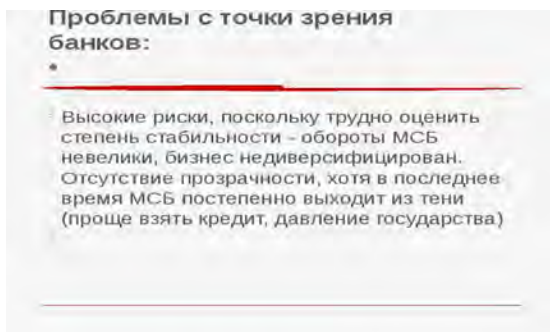 Проблемы с точки зрения
банков:
•
Высокие риски, поскольку трудно оценить
степень стабильности - обороты МСБ
невелики, бизнес недиверсифицирован.
Отсутствие прозрачности, хотя в последнее
время МСБ постепенно выходит из тени
(проще взять кредит, давление государства)